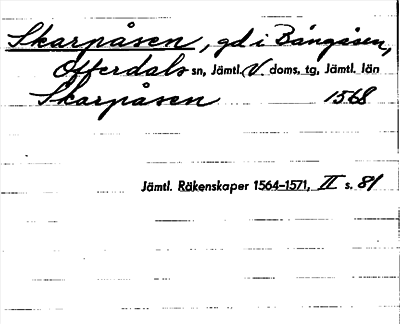 Skarpåsen, gd i Bångåsen,
Offerdals sn, Jämtl. V. doms. tg, Jämtl. län
Skarpåsen 1568
Jämtl. Räkenskaper 1564–1571, II s. 81